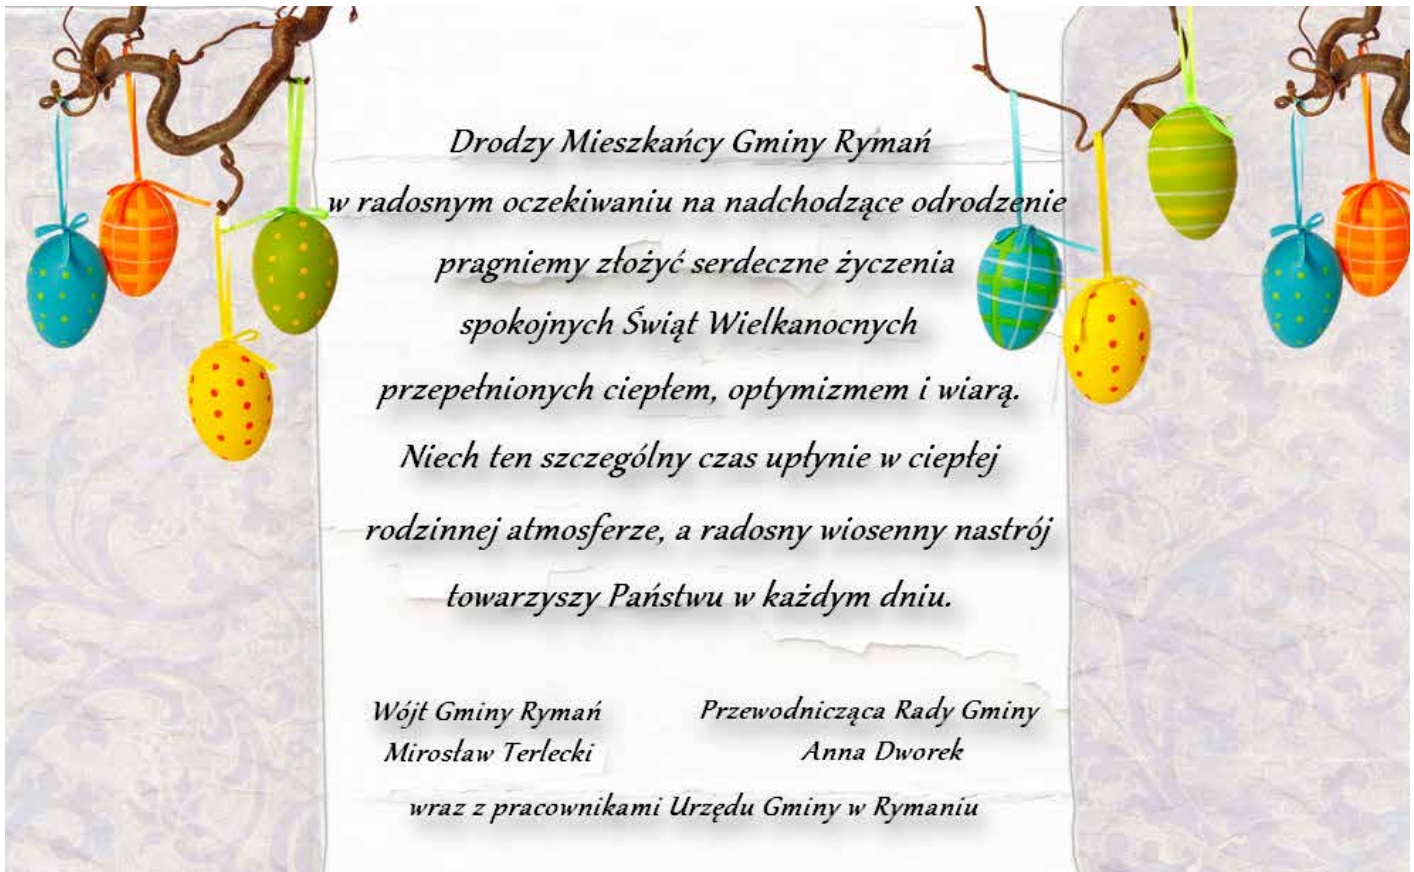 Drodzy Mieszkańcy Gminy Rymań
w radosnym oczekiwaniu na nadchodzące odrodzenie
pragniemy złożyć serdeczne życzenia
spokojnych Świąt Wielkanocnych
przepełnionych ciepłem, optymizmem i wiarą.
Niech ten szczególny czas upłynie w ciepłej
rodzinnej atmosferze, a radosny wiosenny nastrój
towarzyszy Państwu w każdym dniu.
Wójt Gminy Rymań
Mirosław Terlecki
Przewodnicząca Rady Gminy
Anna Dworek
wraz z pracownikami Urzędu Gminy w Rymaniu